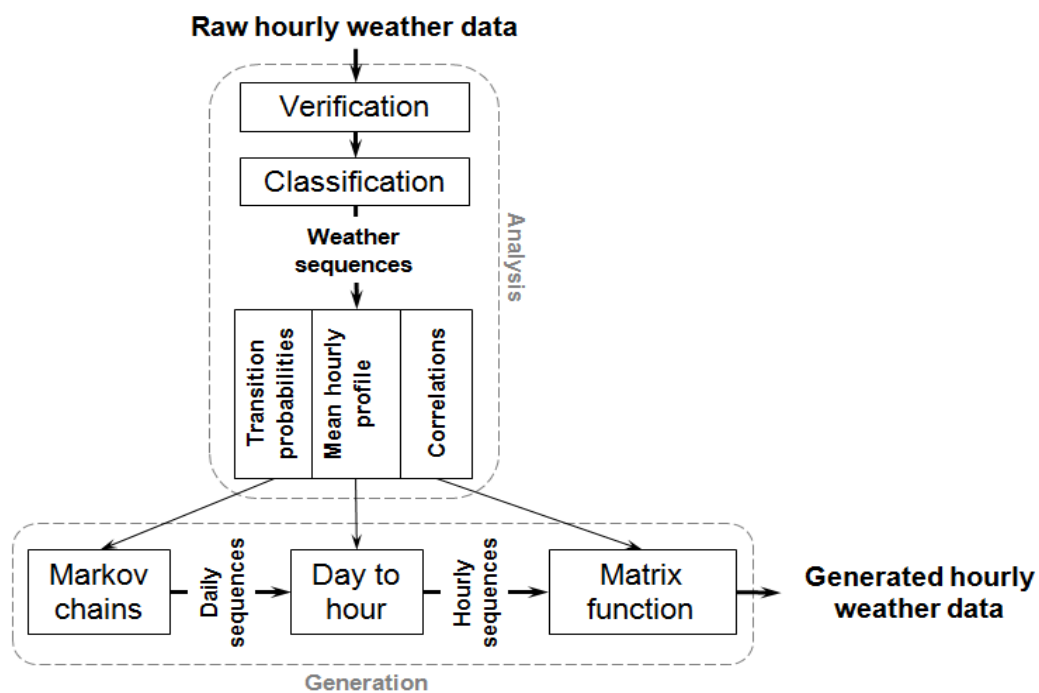 Raw hourly weather data
Verification
Classification
Weather
sequences
Analysis
Transition
probabilities
Mean hourly
profile
Correlations
Markov
chains
Daily
sequences
Day to
hour
Hourly
sequences
Matrix
function
Generated hourly
weather data
Generation